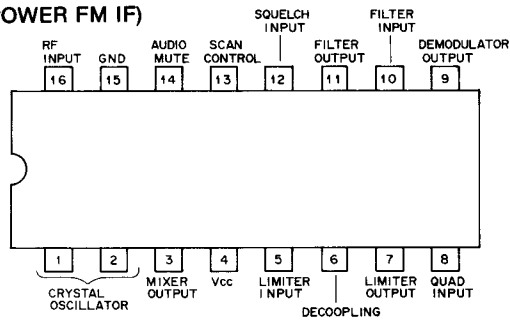 OWER FM IF)
SQUELCH
INPUT
FILTER
INPUT
RF
INPUT
GND
AUDIO
MUTE
SCAN
CONTROL
FILTER
OUTPUT
DEMODULATOR
OUTPUT
16 15 14 13 12 11 10 9
1 2 3 4 5 6 7 8
CRYSTAL
OSCILLATOR
MIXER
OUTPUT
Vcc
LIMITER
INPUT
DECOOPLING
LIMITER
OUTPUT
QUAD
INPUT